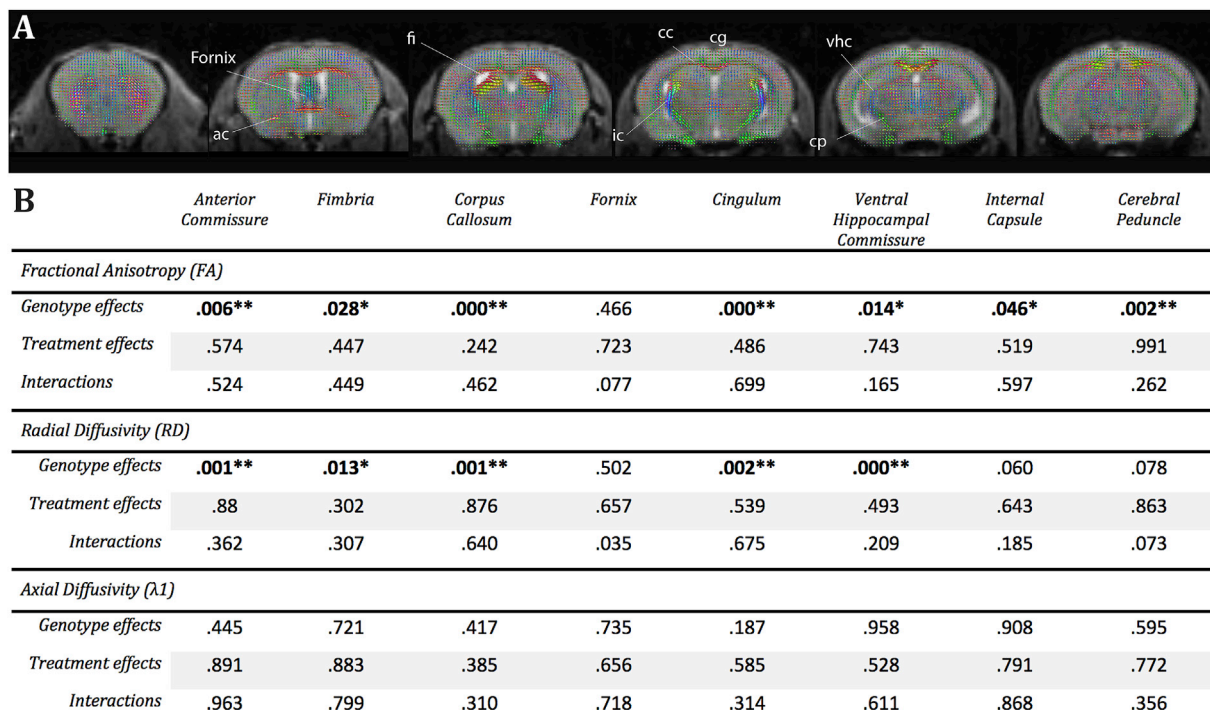 A
Fornix
ac
fi
cc
cg
ic
vhc
cp
B
Anterior Commissure
Fimbria
Corpus Callosum
Fornix
Cingulum
Ventral Hippocampal Commissure
Internal Capsule
Cerebral Peduncle
Fractional Anisotropy (FA)
Genotype effects .006** .028* .000** .466 .000** .014* .046* .002**
Treatment effects .574 .447 .242 .723 .486 .743 .519 .991
Interactions .524 .449 .462 .077 .699 .165 .597 .262
Radial Diffusivity (RD)
Genotype effects .001** .013* .001** .502 .002** .000** .060 .078
Treatment effects .88 .302 .876 .657 .539 .493 .643 .863
Interactions .362 .307 .640 .035 .675 .209 .185 .073
Axial Diffusivity (λ1)
Genotype effects .445 .721 .417 .735 .187 .958 .908 .595
Treatment effects .891 .883 .385 .656 .585 .528 .791 .772
Interactions .963 .799 .310 .718 .314 .611 .868 .356